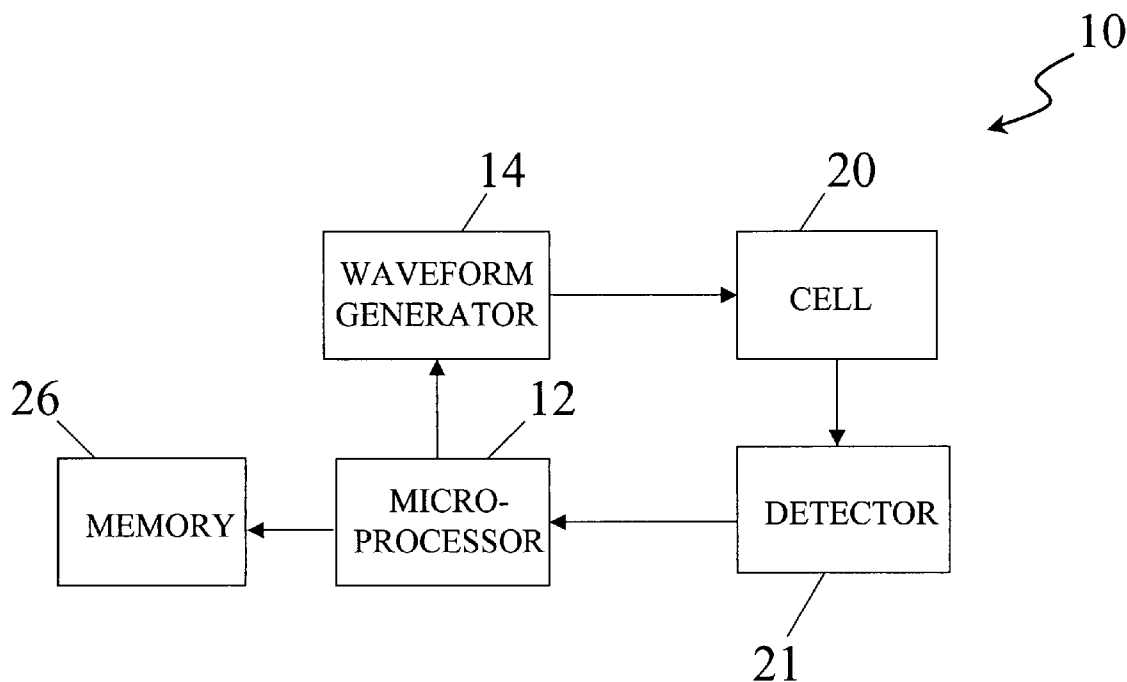 10
14
20
WAVEFORM
GENERATOR
CELL
26
12
MEMORY
MICRO-
PROCESSOR
DETECTOR
21